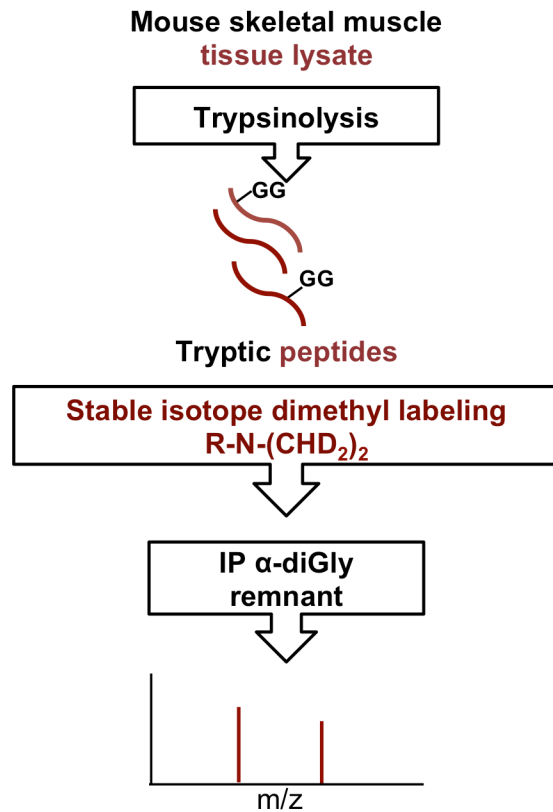 Mouse skeletal muscle
tissue lysate
Trypsinolysis
GG
GG
Tryptic peptides
Stable isotope dimethyl labeling
R-N-(CHD₂)₂
IP α-diGly
remnant
m/z